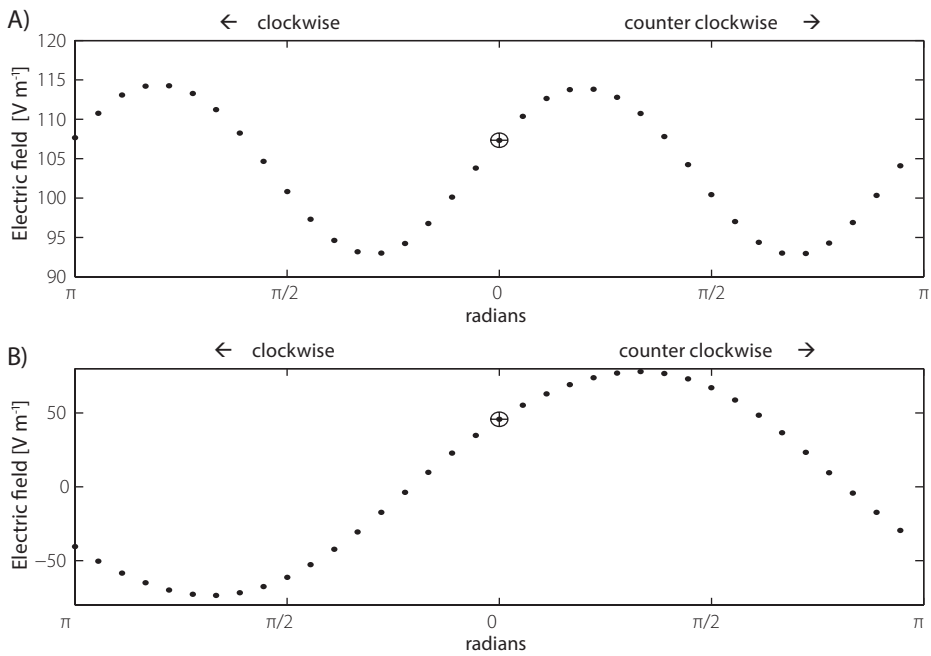 A)
← clockwise counter clockwise →
120
115
110
105
100
95
90
Electric field [V m⁻¹]
π π/2 0 π/2 π
radians
B)
← clockwise counter clockwise →
50
0
−50
Electric field [V m⁻¹]
π π/2 0 π/2 π
radians